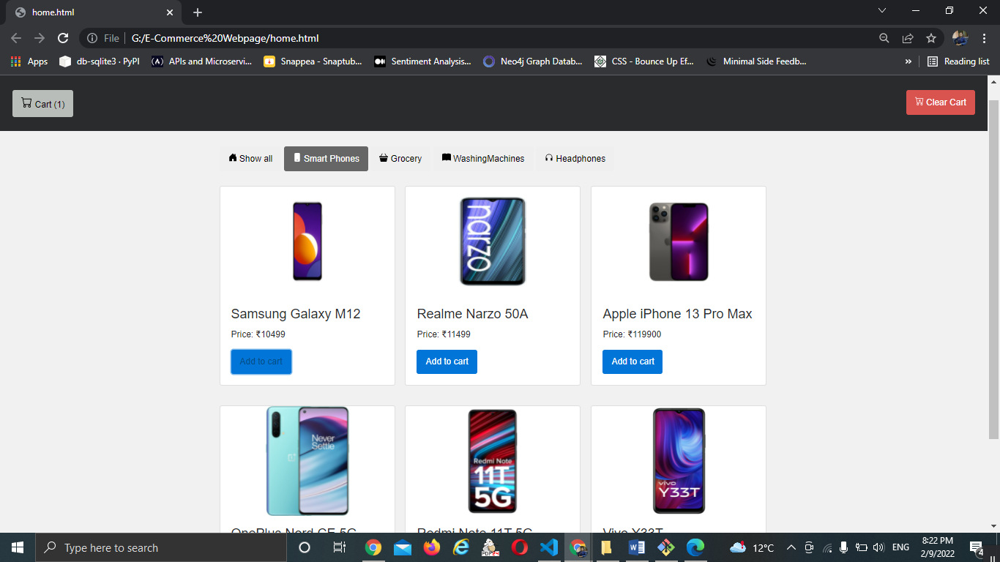 home.html
File G:/E-Commerce%20Webpage/home.html
Apps db-sqlite3 · PyPI APIs and Microservi... Snappea - Snaptub... Sentiment Analysis... Neo4j Graph Datab... CSS - Bounce Up Ef... Minimal Side Feedb... » Reading list
Cart (1) Clear Cart
Show all Smart Phones Grocery WashingMachines Headphones
narzo
Samsung Galaxy M12 Realme Narzo 50A Apple iPhone 13 Pro Max
Price: ₹10499 Price: ₹11499 Price: ₹119900
Add to cart Add to cart Add to cart
Never
Settle
Redmi Note
11T
5G
vivo
Y33T
OnePlus Nord CE 5G Redmi Note 11T 5G Vivo Y33T
Type here to search PDF24 12°C ENG 8:22 PM
2/9/2022 4